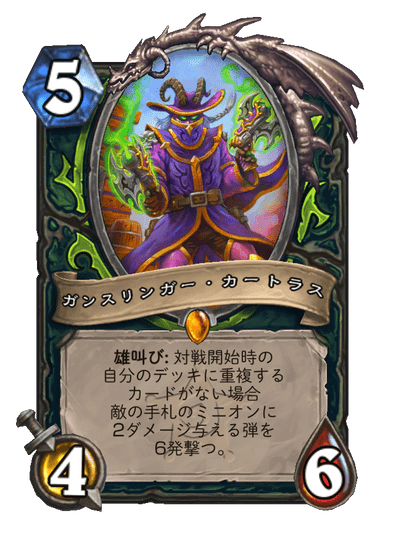 5
ガンスリンガー・カートラス
雄叫び: 対戦開始時の
自分のデッキに重複する
カードがない場合
敵の手札のミニオンに
2ダメージ与える弾を
6発撃つ。
4
6